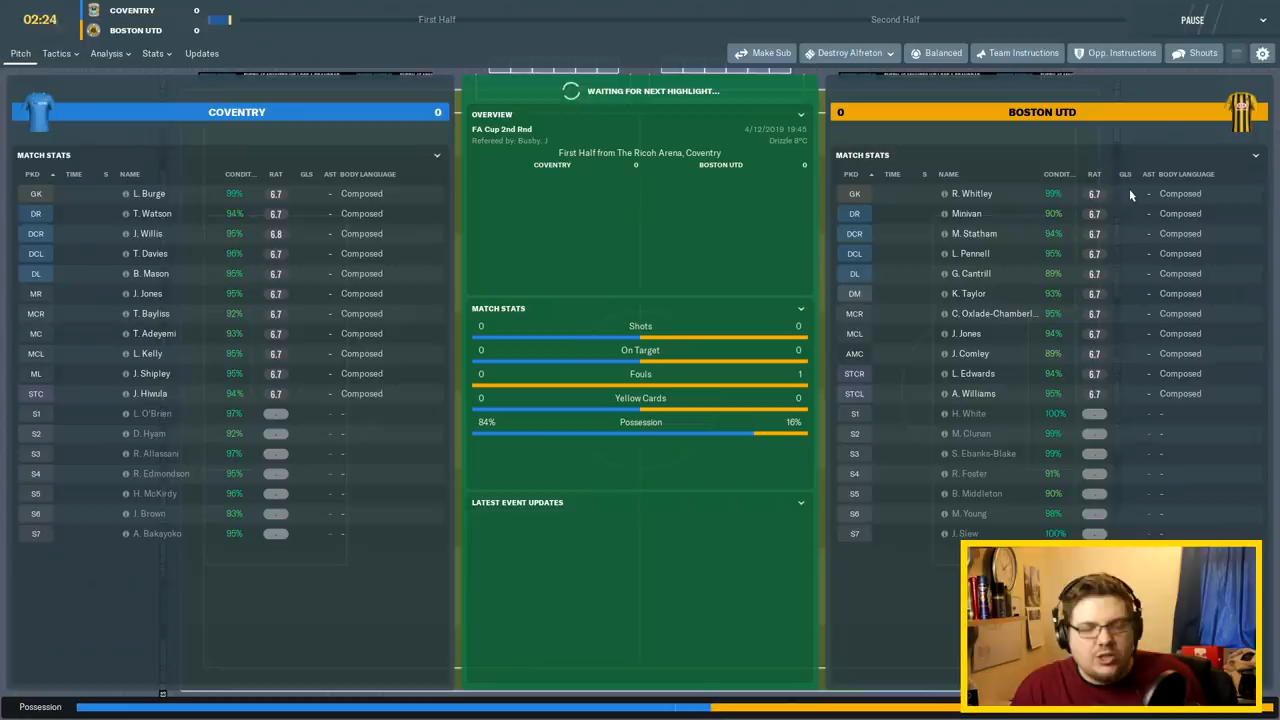 02:24
COVENTRY 0
BOSTON UTD 0
First Half
Second Half
PAUSE
Pitch Tactics Analysis Stats Updates
Make Sub Destroy Alfreton Balanced Team Instructions Opp. Instructions Shouts
COVENTRY 0
MATCH STATS
PKD TIME S NAME CONDIT... RAT GLS AST BODY LANGUAGE
GK L. Burge 99% 6.7 - Composed
DR T. Watson 94% 6.7 - Composed
DCR J. Willis 95% 6.8 - Composed
DCL T. Davies 96% 6.7 - Composed
DL B. Mason 95% 6.7 - Composed
MR J. Jones 95% 6.7 - Composed
MCR T. Bayliss 92% 6.7 - Composed
MC T. Adeyemi 93% 6.7 - Composed
MCL L. Kelly 95% 6.7 - Composed
ML J. Shipley 95% 6.7 - Composed
STC J. Hiwula 94% 6.7 - Composed
S1 L. O'Brien 97% - - -
S2 D. Hyam 92% - - -
S3 R. Allassani 97% - - -
S4 R. Edmondson 95% - - -
S5 H. McKirdy 96% - - -
S6 J. Brown 93% - - -
S7 A. Bakayoko 95% - - -
WAITING FOR NEXT HIGHLIGHT...
OVERVIEW
FA Cup 2nd Rnd 4/12/2019 19:45
Refereed by: Busby, J Drizzle 8°C
First Half from The Ricoh Arena, Coventry
COVENTRY 0 BOSTON UTD 0
MATCH STATS
0 Shots 0
0 On Target 0
0 Fouls 1
0 Yellow Cards 0
84% Possession 16%
LATEST EVENT UPDATES
0 BOSTON UTD
MATCH STATS
PKD TIME S NAME CONDIT... RAT GLS AST BODY LANGUAGE
GK R. Whitley 99% 6.7 - Composed
DR Minivan 90% 6.7 - Composed
DCR M. Statham 94% 6.7 - Composed
DCL L. Pennell 95% 6.7 - Composed
DL G. Cantrill 89% 6.7 - Composed
DM K. Taylor 93% 6.7 - Composed
MCR C. Oxlade-Chamberl... 95% 6.7 - Composed
MCL J. Jones 94% 6.7 - Composed
AMC J. Comley 89% 6.7 - Composed
STCR L. Edwards 94% 6.7 - Composed
STCL A. Williams 95% 6.7 - Composed
S1 H. White 100% - - -
S2 M. Clunan 99% - - -
S3 S. Ebanks-Blake 99% - - -
S4 R. Foster 91% - - -
S5 B. Middleton 90% - - -
S6 M. Young 98% - - -
S7 J. Slew 100% - - -
Possession